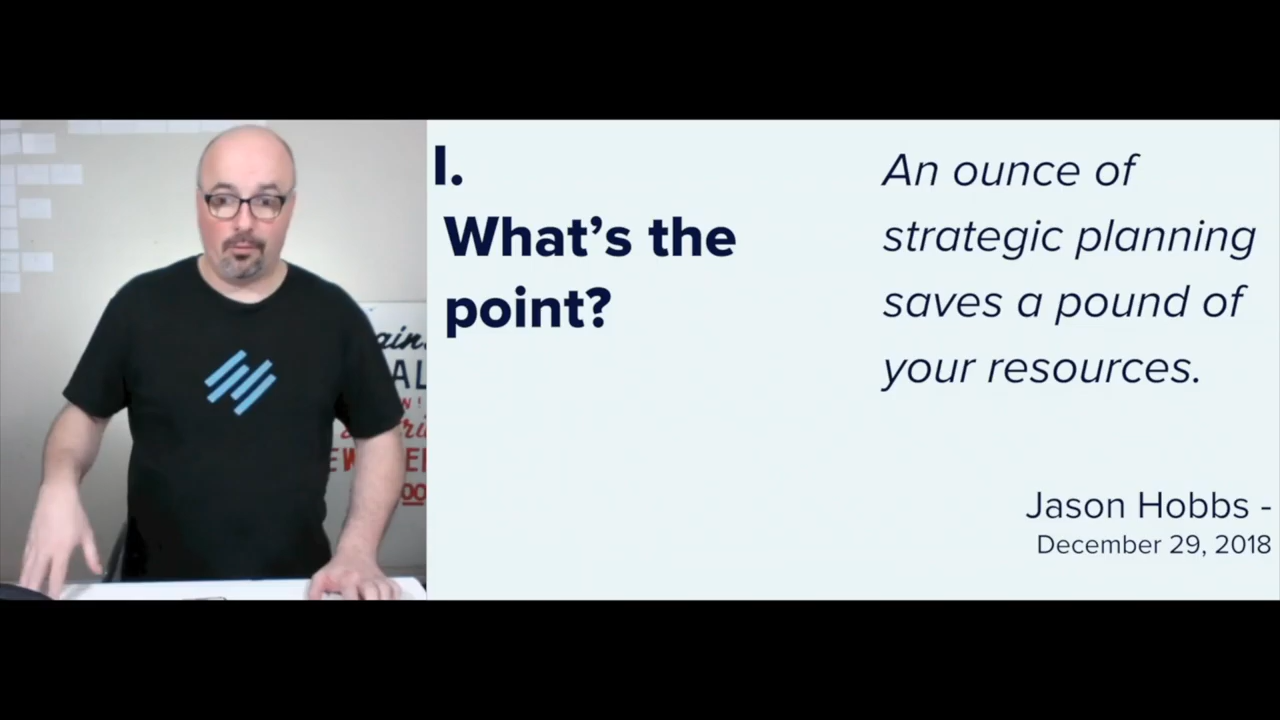 I.
What’s the
point?
An ounce of
strategic planning
saves a pound of
your resources.
Jason Hobbs -
December 29, 2018